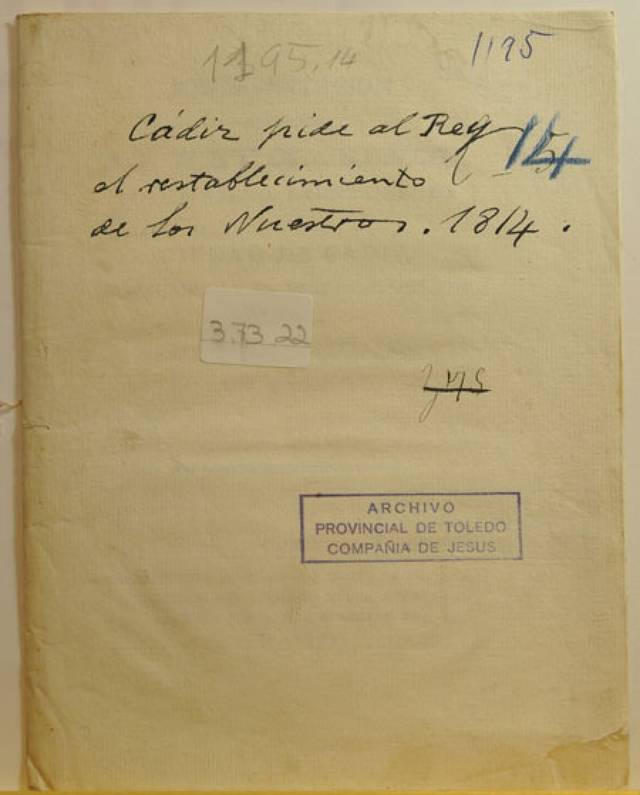 1195.14
1195
Cádiz pide al Rey
14
el restablecimiento
de los Nuestros. 1814.
3.73 22
ARCHIVO
PROVINCIAL DE TOLEDO
COMPAÑIA DE JESUS